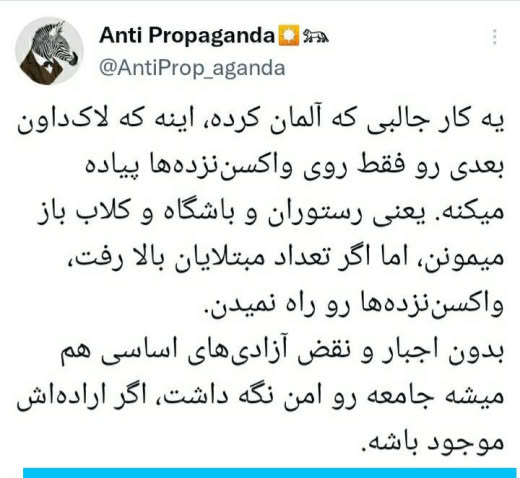 Anti Propaganda
@AntiProp_aganda
یه کار جالبی که آلمان کرده، اینه که لاک‌داون
بعدی رو فقط روی واکسن‌نزده‌ها پیاده
میکنه. یعنی رستوران و باشگاه و کلاب باز
میمونن، اما اگر تعداد مبتلایان بالا رفت،
واکسن‌نزده‌ها رو راه نمیدن.
بدون اجبار و نقض آزادی‌های اساسی هم
میشه جامعه رو امن نگه داشت، اگر اراده‌اش
موجود باشه.